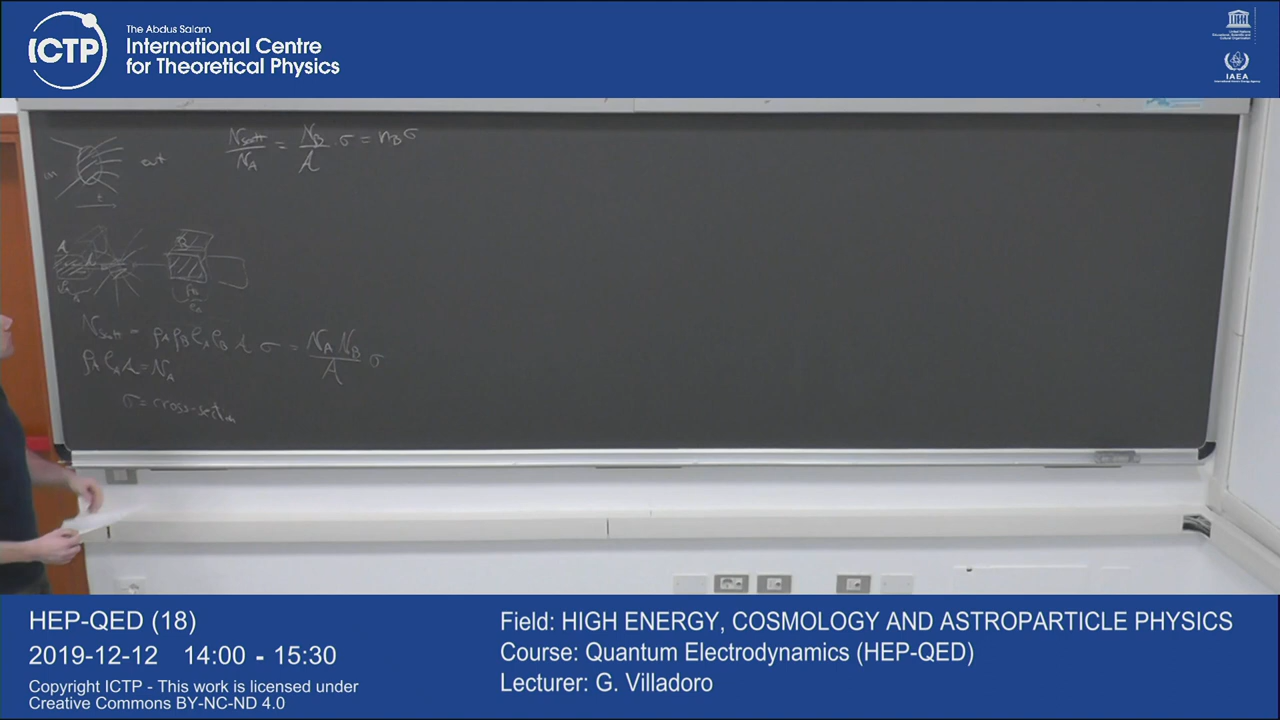 The Abdus Salam
ICTP International Centre
for Theoretical Physics
IAEA
in
out
t
N_scatt / N_A = N_B / A · σ = n_B σ
A
B
ℓ_A
ℓ_B
N_scatt = ρ_A ρ_B ℓ_A ℓ_B A σ = N_A N_B / A σ
ρ_A ℓ_A A = N_A
σ = cross-section
HEP-QED (18)
2019-12-12 14:00 - 15:30
Copyright ICTP - This work is licensed under
Creative Commons BY-NC-ND 4.0
Field: HIGH ENERGY, COSMOLOGY AND ASTROPARTICLE PHYSICS
Course: Quantum Electrodynamics (HEP-QED)
Lecturer: G. Villadoro